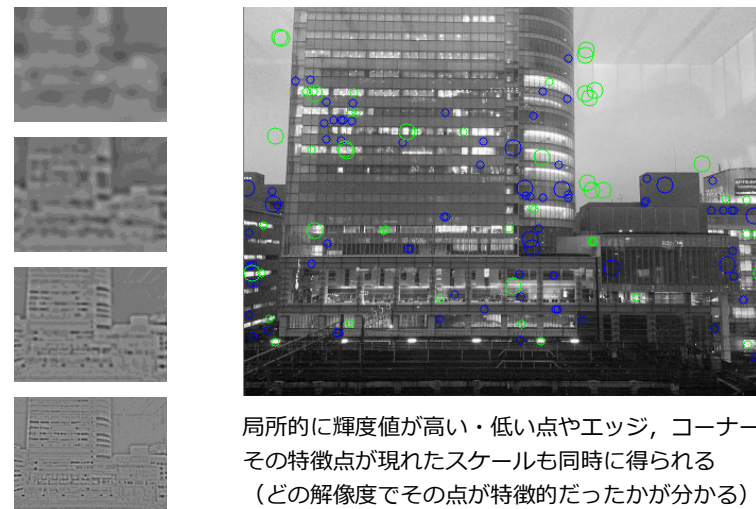 局所的に輝度値が高い・低い点やエッジ，コーナー
その特徴点が現れたスケールも同時に得られる
（どの解像度でその点が特徴的だったかが分かる）